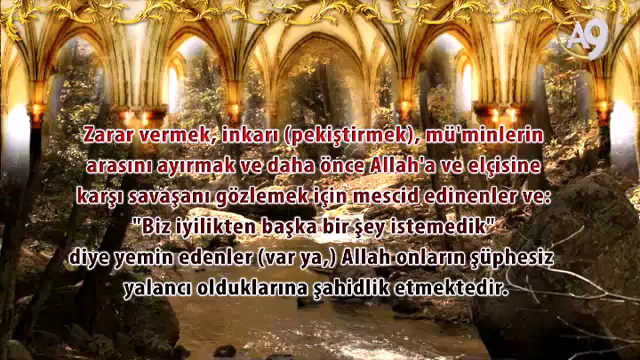 A9
Zarar vermek, inkarı (pekiştirmek), mü'minlerin
arasını ayırmak ve daha önce Allah'a ve elçisine
karşı savaşanı gözlemek için mescid edinenler ve:
"Biz iyilikten başka bir şey istemedik"
diye yemin edenler (var ya,) Allah onların şüphesiz
yalancı olduklarına şahidlik etmektedir.